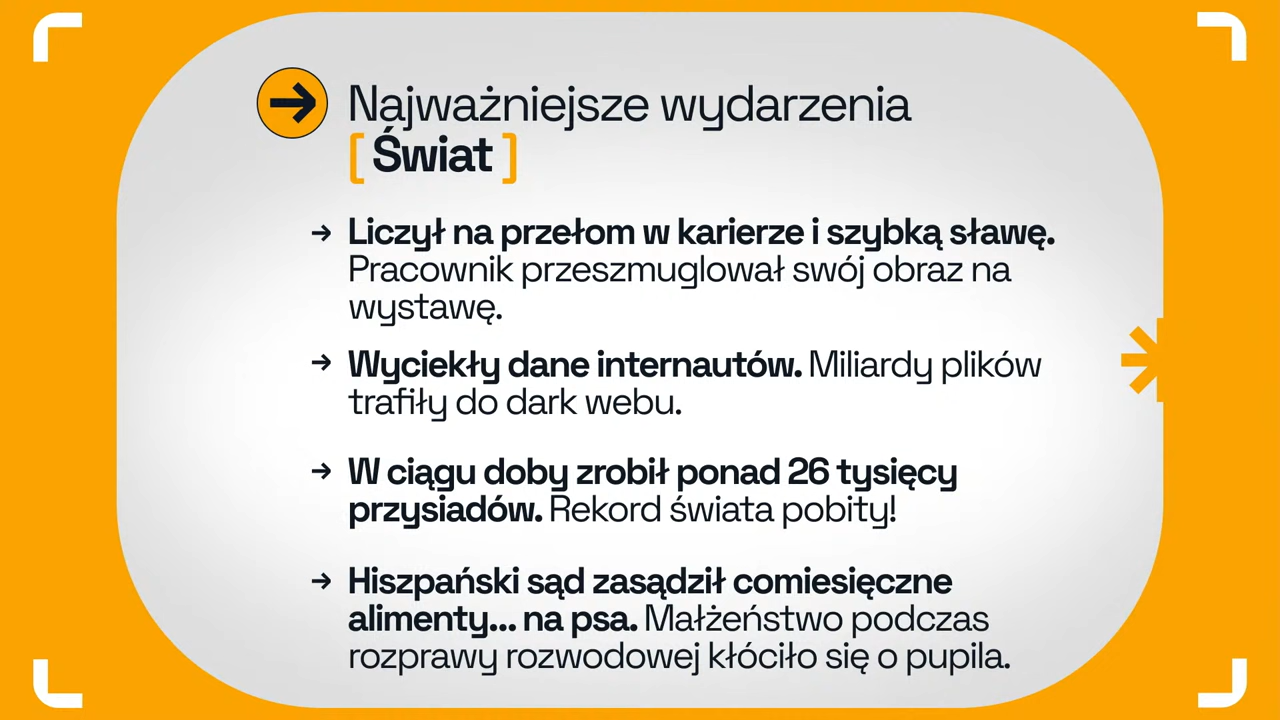 Najważniejsze wydarzenia
[ Świat ]
Liczył na przełom w karierze i szybką sławę.
Pracownik przeszmuglował swój obraz na
wystawę.
Wyciekły dane internautów. Miliardy plików
trafiły do dark webu.
W ciągu doby zrobił ponad 26 tysięcy
przysiadów. Rekord świata pobity!
Hiszpański sąd zasądził comiesięczne
alimenty... na psa. Małżeństwo podczas
rozprawy rozwodowej kłóciło się o pupila.